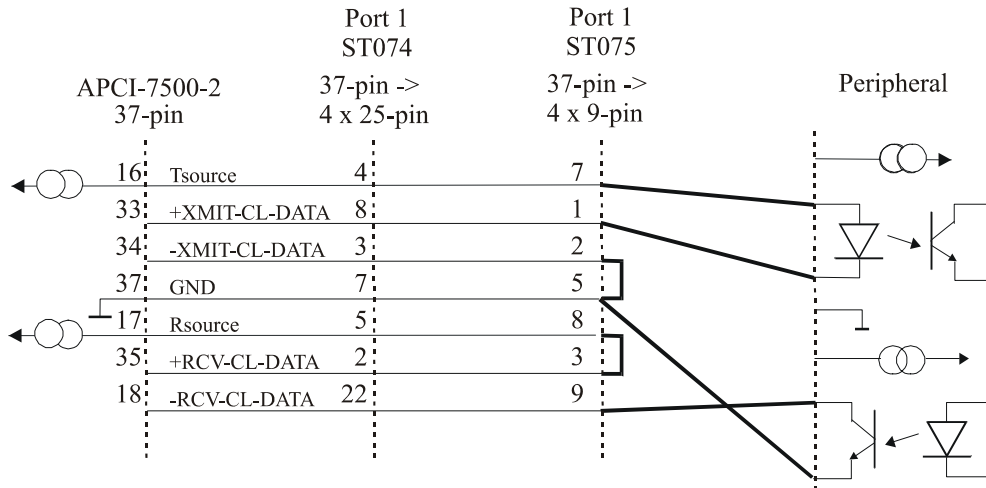 Port 1
ST074
37-pin ->
4 x 25-pin
Port 1
ST075
37-pin ->
4 x 9-pin
APCI-7500-2
37-pin
Peripheral
16 Tsource 4 7
33 +XMIT-CL-DATA 8 1
34 -XMIT-CL-DATA 3 2
37 GND 7 5
17 Rsource 5 8
35 +RCV-CL-DATA 2 3
18 -RCV-CL-DATA 22 9